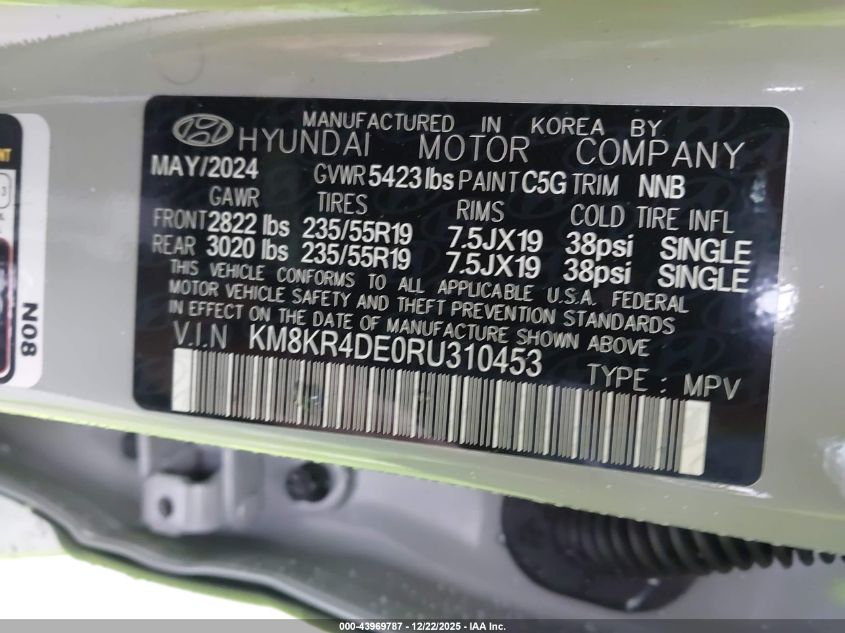 MANUFACTURED IN KOREA BY
HYUNDAI MOTOR COMPANY
MAY/2024 GVWR 5423 lbs PAINT C5G TRIM NNB
GAWR TIRES RIMS COLD TIRE INFL
FRONT 2822 lbs 235/55R19 7.5JX19 38psi SINGLE
REAR 3020 lbs 235/55R19 7.5JX19 38psi SINGLE
THIS VEHICLE CONFORMS TO ALL APPLICABLE U.S.A. FEDERAL
MOTOR VEHICLE SAFETY AND THEFT PREVENTION STANDARDS
IN EFFECT ON THE DATE OF MANUFACTURE SHOWN ABOVE
V.I.N KM8KR4DE0RU310453
TYPE : MPV
N08
000-43969787 - 12/22/2025 - IAA Inc.